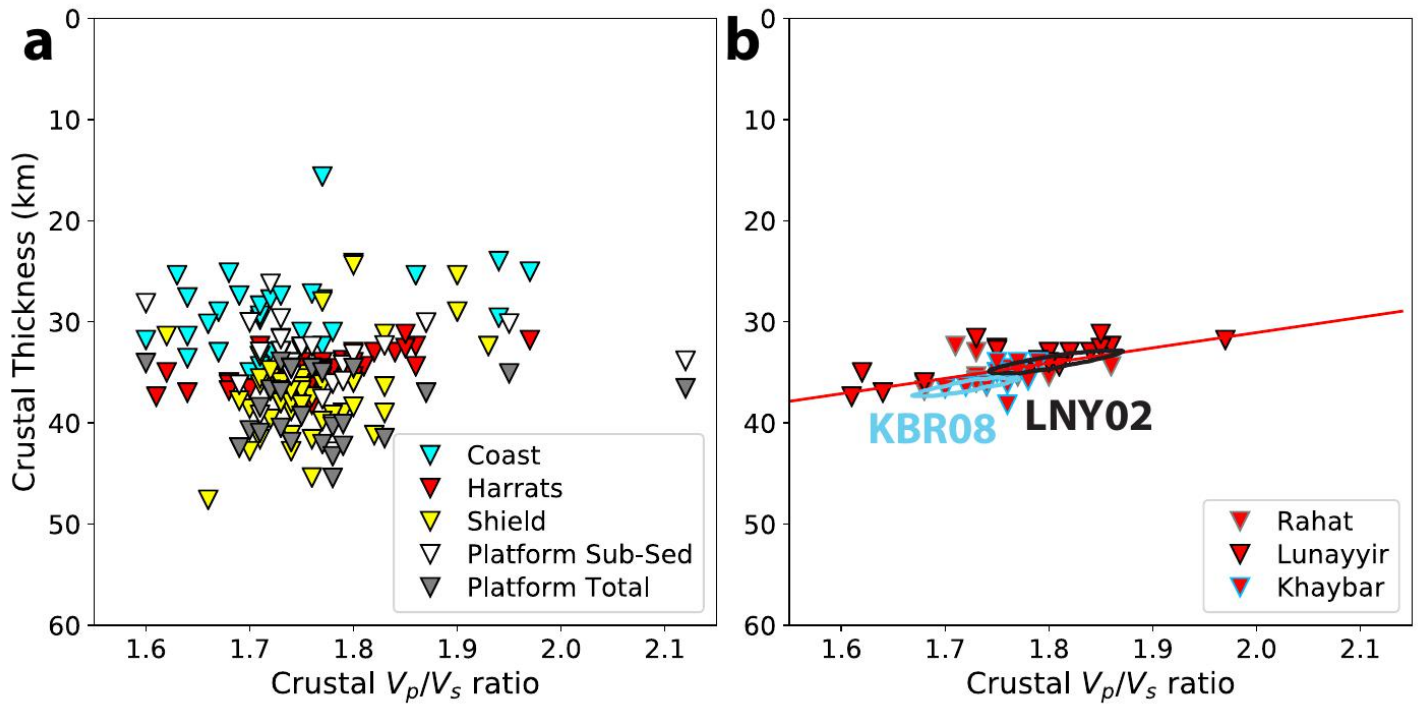 a
0
10
20
30
40
50
60
Crustal Thickness (km)
1.6 1.7 1.8 1.9 2.0 2.1
Crustal Vp/Vs ratio
Coast
Harrats
Shield
Platform Sub-Sed
Platform Total
b
0
10
20
30
40
50
60
KBR08
LNY02
Rahat
Lunayyir
Khaybar
1.6 1.7 1.8 1.9 2.0 2.1
Crustal Vp/Vs ratio